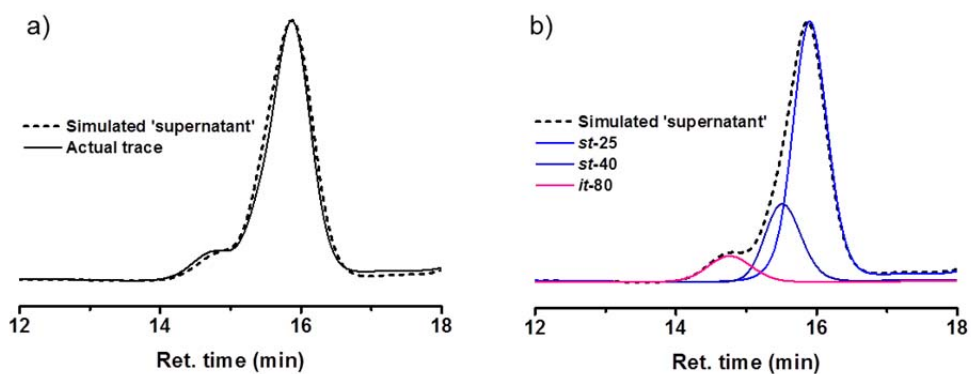 a)
Simulated 'supernatant'
Actual trace
12 14 16 18
Ret. time (min)
b)
Simulated 'supernatant'
st-25
st-40
it-80
12 14 16 18
Ret. time (min)